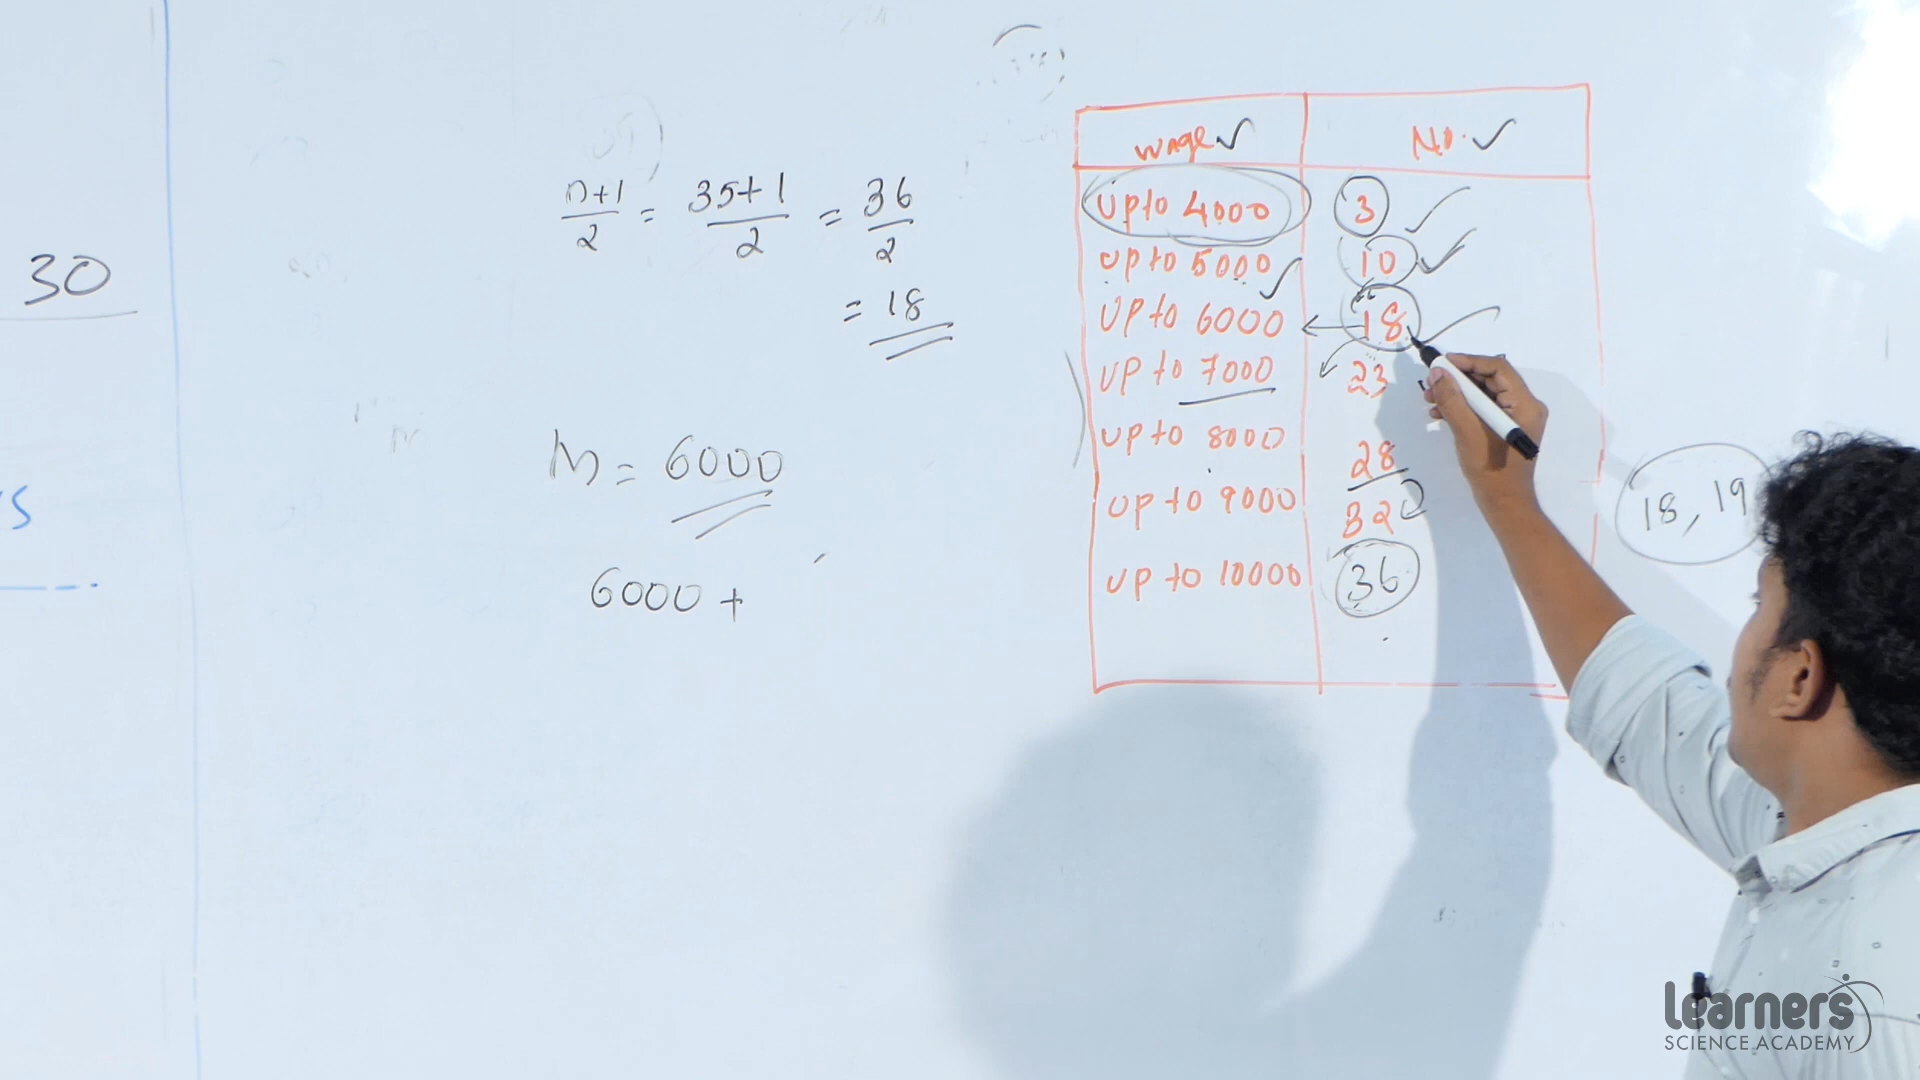 30
s
n+1/2 = 35+1/2 = 36/2
= 18
M = 6000
6000 +
wage✓ No.✓
up to 4000 3
up to 5000 10
up to 6000 18
up to 7000 23
up to 8000 28
up to 9000 32
up to 10000 36
18, 19
Learners
SCIENCE ACADEMY